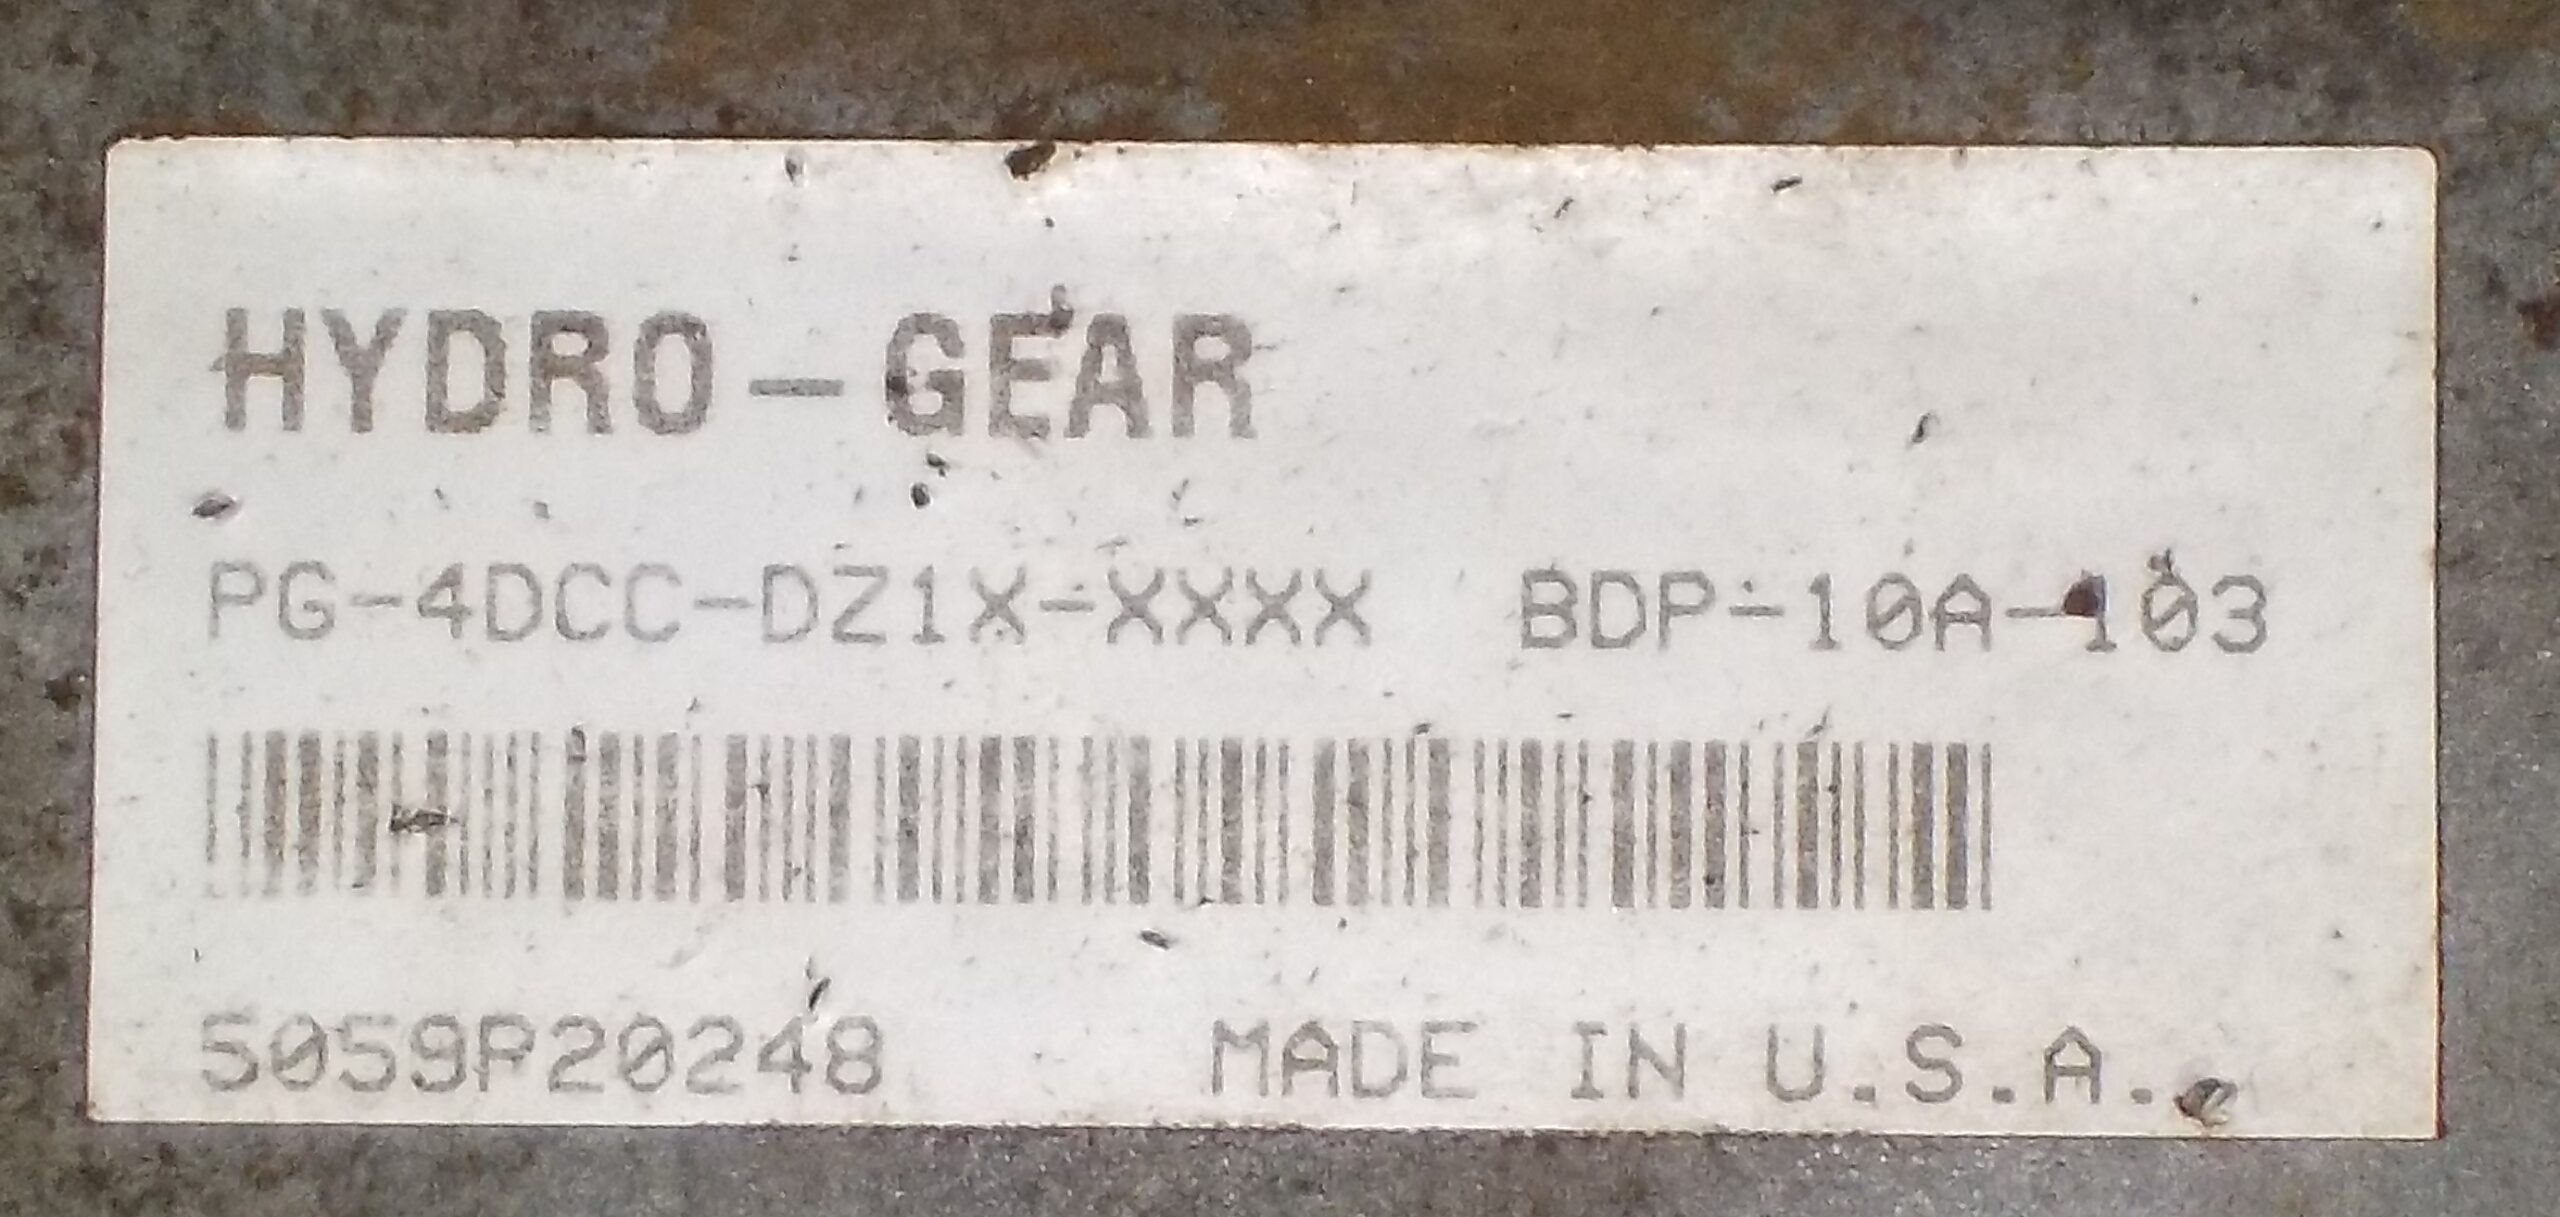 HYDRO-GEAR
PG-4DCC-DZ1X-XXXX BDP-10A-103
5059P20248 MADE IN U.S.A.